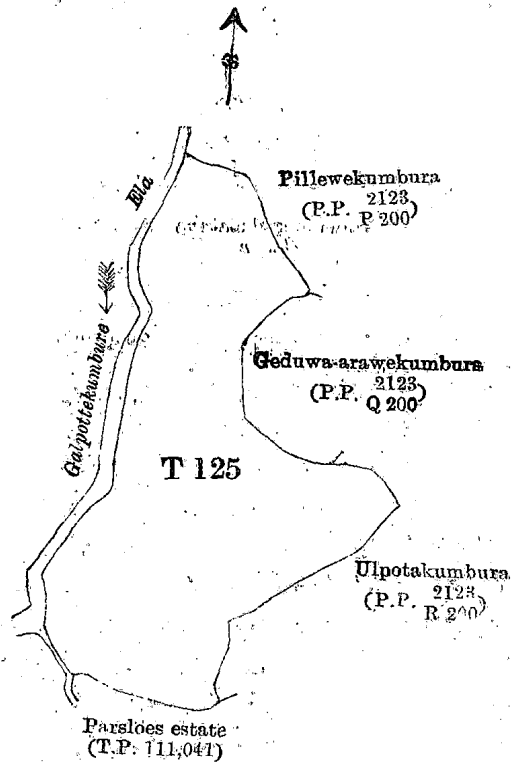 Pillewekumbura
(P.P. 2123
P 200)
Ela
Geduwa-arawekumbura
(P.P. 2123
Q 200)
Galpottekumbure
T 125
Ulpotakumbura
(P.P. 2123
R 200)
Parsloes estate
(T.P. 111,041)